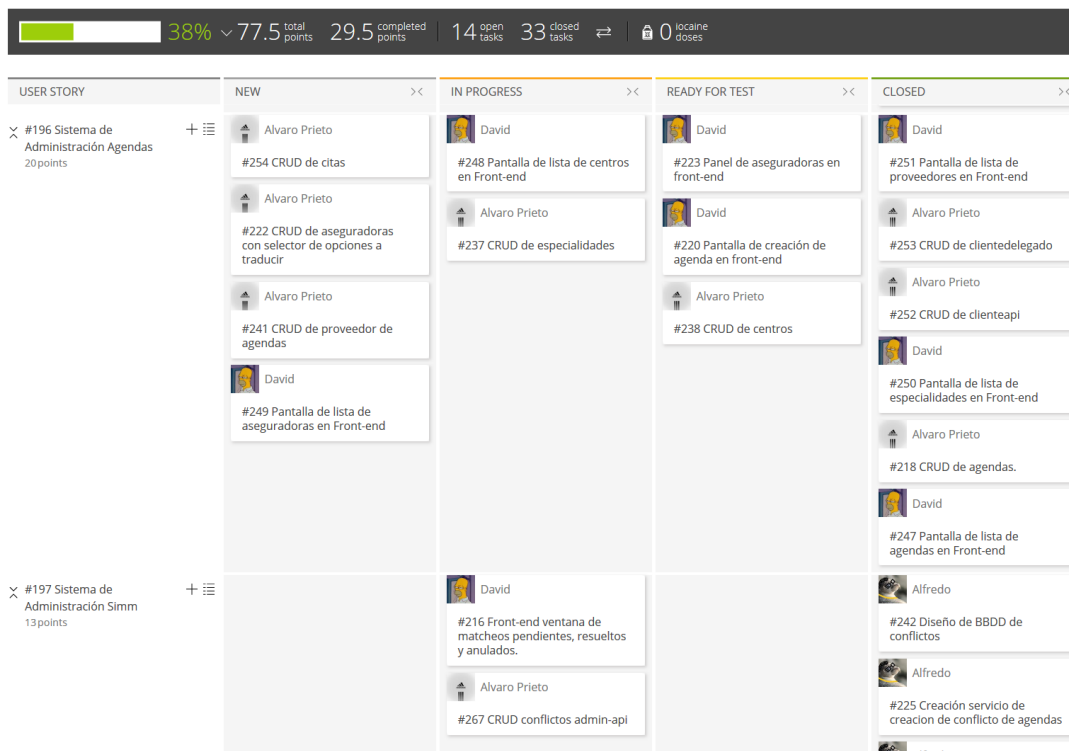 38% 77.5 total points 29.5 completed points 14 open tasks 33 closed tasks 0 iocaine doses
USER STORY
NEW
IN PROGRESS
READY FOR TEST
CLOSED
#196 Sistema de
Administración Agendas
20 points
Alvaro Prieto
#254 CRUD de citas
Alvaro Prieto
#222 CRUD de aseguradoras
con selector de opciones a
traducir
Alvaro Prieto
#241 CRUD de proveedor de
agendas
David
#249 Pantalla de lista de
aseguradoras en Front-end
David
#248 Pantalla de lista de centros
en Front-end
Alvaro Prieto
#237 CRUD de especialidades
David
#223 Panel de aseguradoras en
front-end
David
#220 Pantalla de creación de
agenda en front-end
Alvaro Prieto
#238 CRUD de centros
David
#251 Pantalla de lista de
proveedores en Front-end
Alvaro Prieto
#253 CRUD de clientedelegado
Alvaro Prieto
#252 CRUD de clienteapi
David
#250 Pantalla de lista de
especialidades en Front-end
Alvaro Prieto
#218 CRUD de agendas.
David
#247 Pantalla de lista de
agendas en Front-end
#197 Sistema de
Administración Simm
13 points
David
#216 Front-end ventana de
matcheos pendientes, resueltos
y anulados.
Alvaro Prieto
#267 CRUD conflictos admin-api
Alfredo
#242 Diseño de BBDD de
conflictos
Alfredo
#225 Creación servicio de
creacion de conflicto de agendas